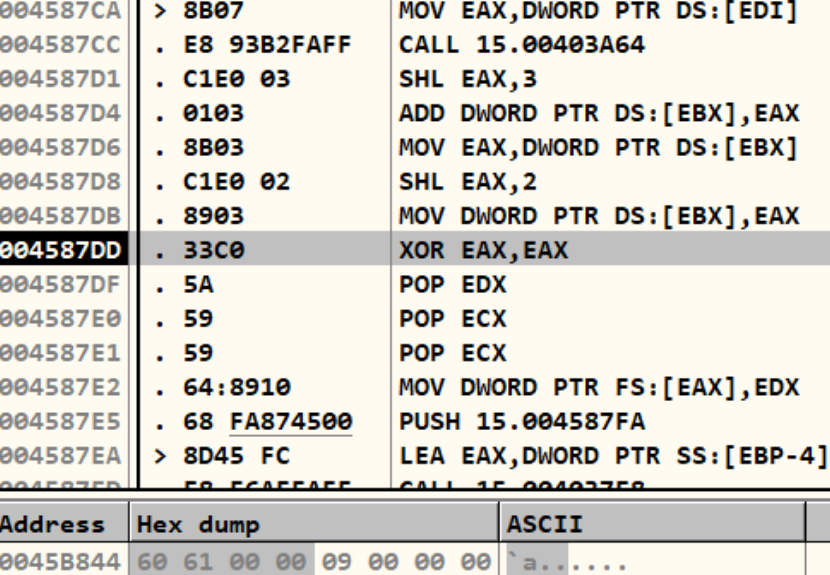 004587CA > 8B07 MOV EAX,DWORD PTR DS:[EDI]
004587CC . E8 93B2FAFF CALL 15.00403A64
004587D1 . C1E0 03 SHL EAX,3
004587D4 . 0103 ADD DWORD PTR DS:[EBX],EAX
004587D6 . 8B03 MOV EAX,DWORD PTR DS:[EBX]
004587D8 . C1E0 02 SHL EAX,2
004587DB . 8903 MOV DWORD PTR DS:[EBX],EAX
004587DD . 33C0 XOR EAX,EAX
004587DF . 5A POP EDX
004587E0 . 59 POP ECX
004587E1 . 59 POP ECX
004587E2 . 64:8910 MOV DWORD PTR FS:[EAX],EDX
004587E5 . 68 FA874500 PUSH 15.004587FA
004587EA > 8D45 FC LEA EAX,DWORD PTR SS:[EBP-4]
Address Hex dump ASCII
0045B844 60 61 00 00 09 00 00 00 `a......